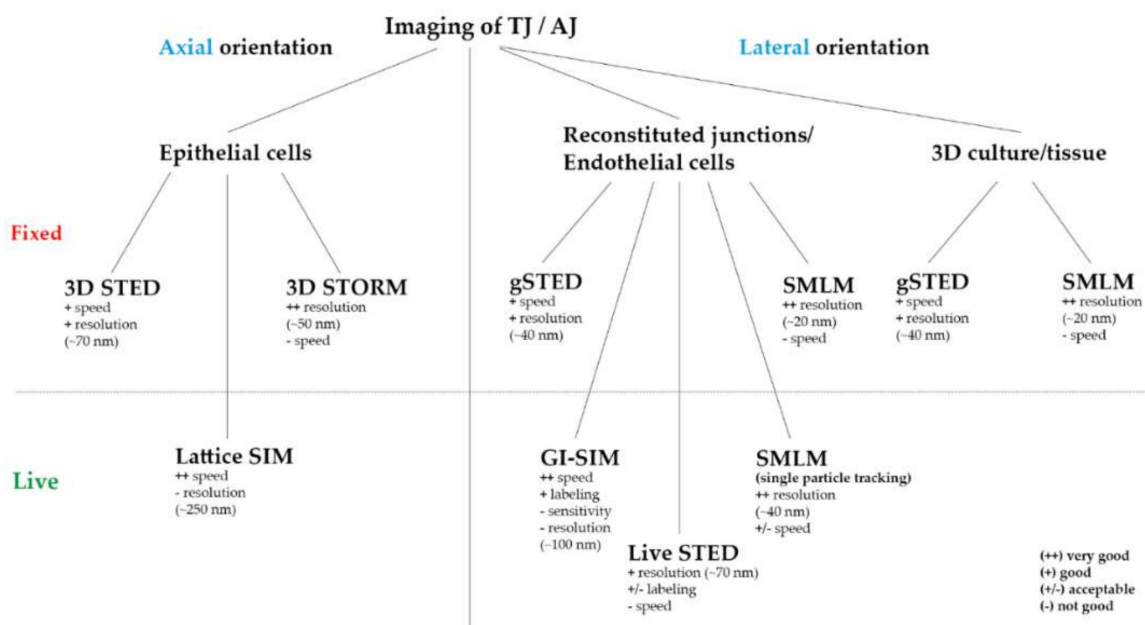 Imaging of TJ / AJ
Axial orientation
Lateral orientation
Epithelial cells
Reconstituted junctions/
Endothelial cells
3D culture/tissue
Fixed
3D STED
+ speed
+ resolution
(~70 nm)
3D STORM
++ resolution
(~50 nm)
- speed
gSTED
+ speed
+ resolution
(~40 nm)
SMLM
++ resolution
(~20 nm)
- speed
gSTED
+ speed
+ resolution
(~40 nm)
SMLM
++ resolution
(~20 nm)
- speed
Live
Lattice SIM
++ speed
- resolution
(~250 nm)
GI-SIM
++ speed
+ labeling
- sensitivity
- resolution
(~100 nm)
Live STED
+ resolution (~70 nm)
+/- labeling
- speed
SMLM
(single particle tracking)
++ resolution
(~40 nm)
+/- speed
(++) very good
(+) good
(+/-) acceptable
(-) not good